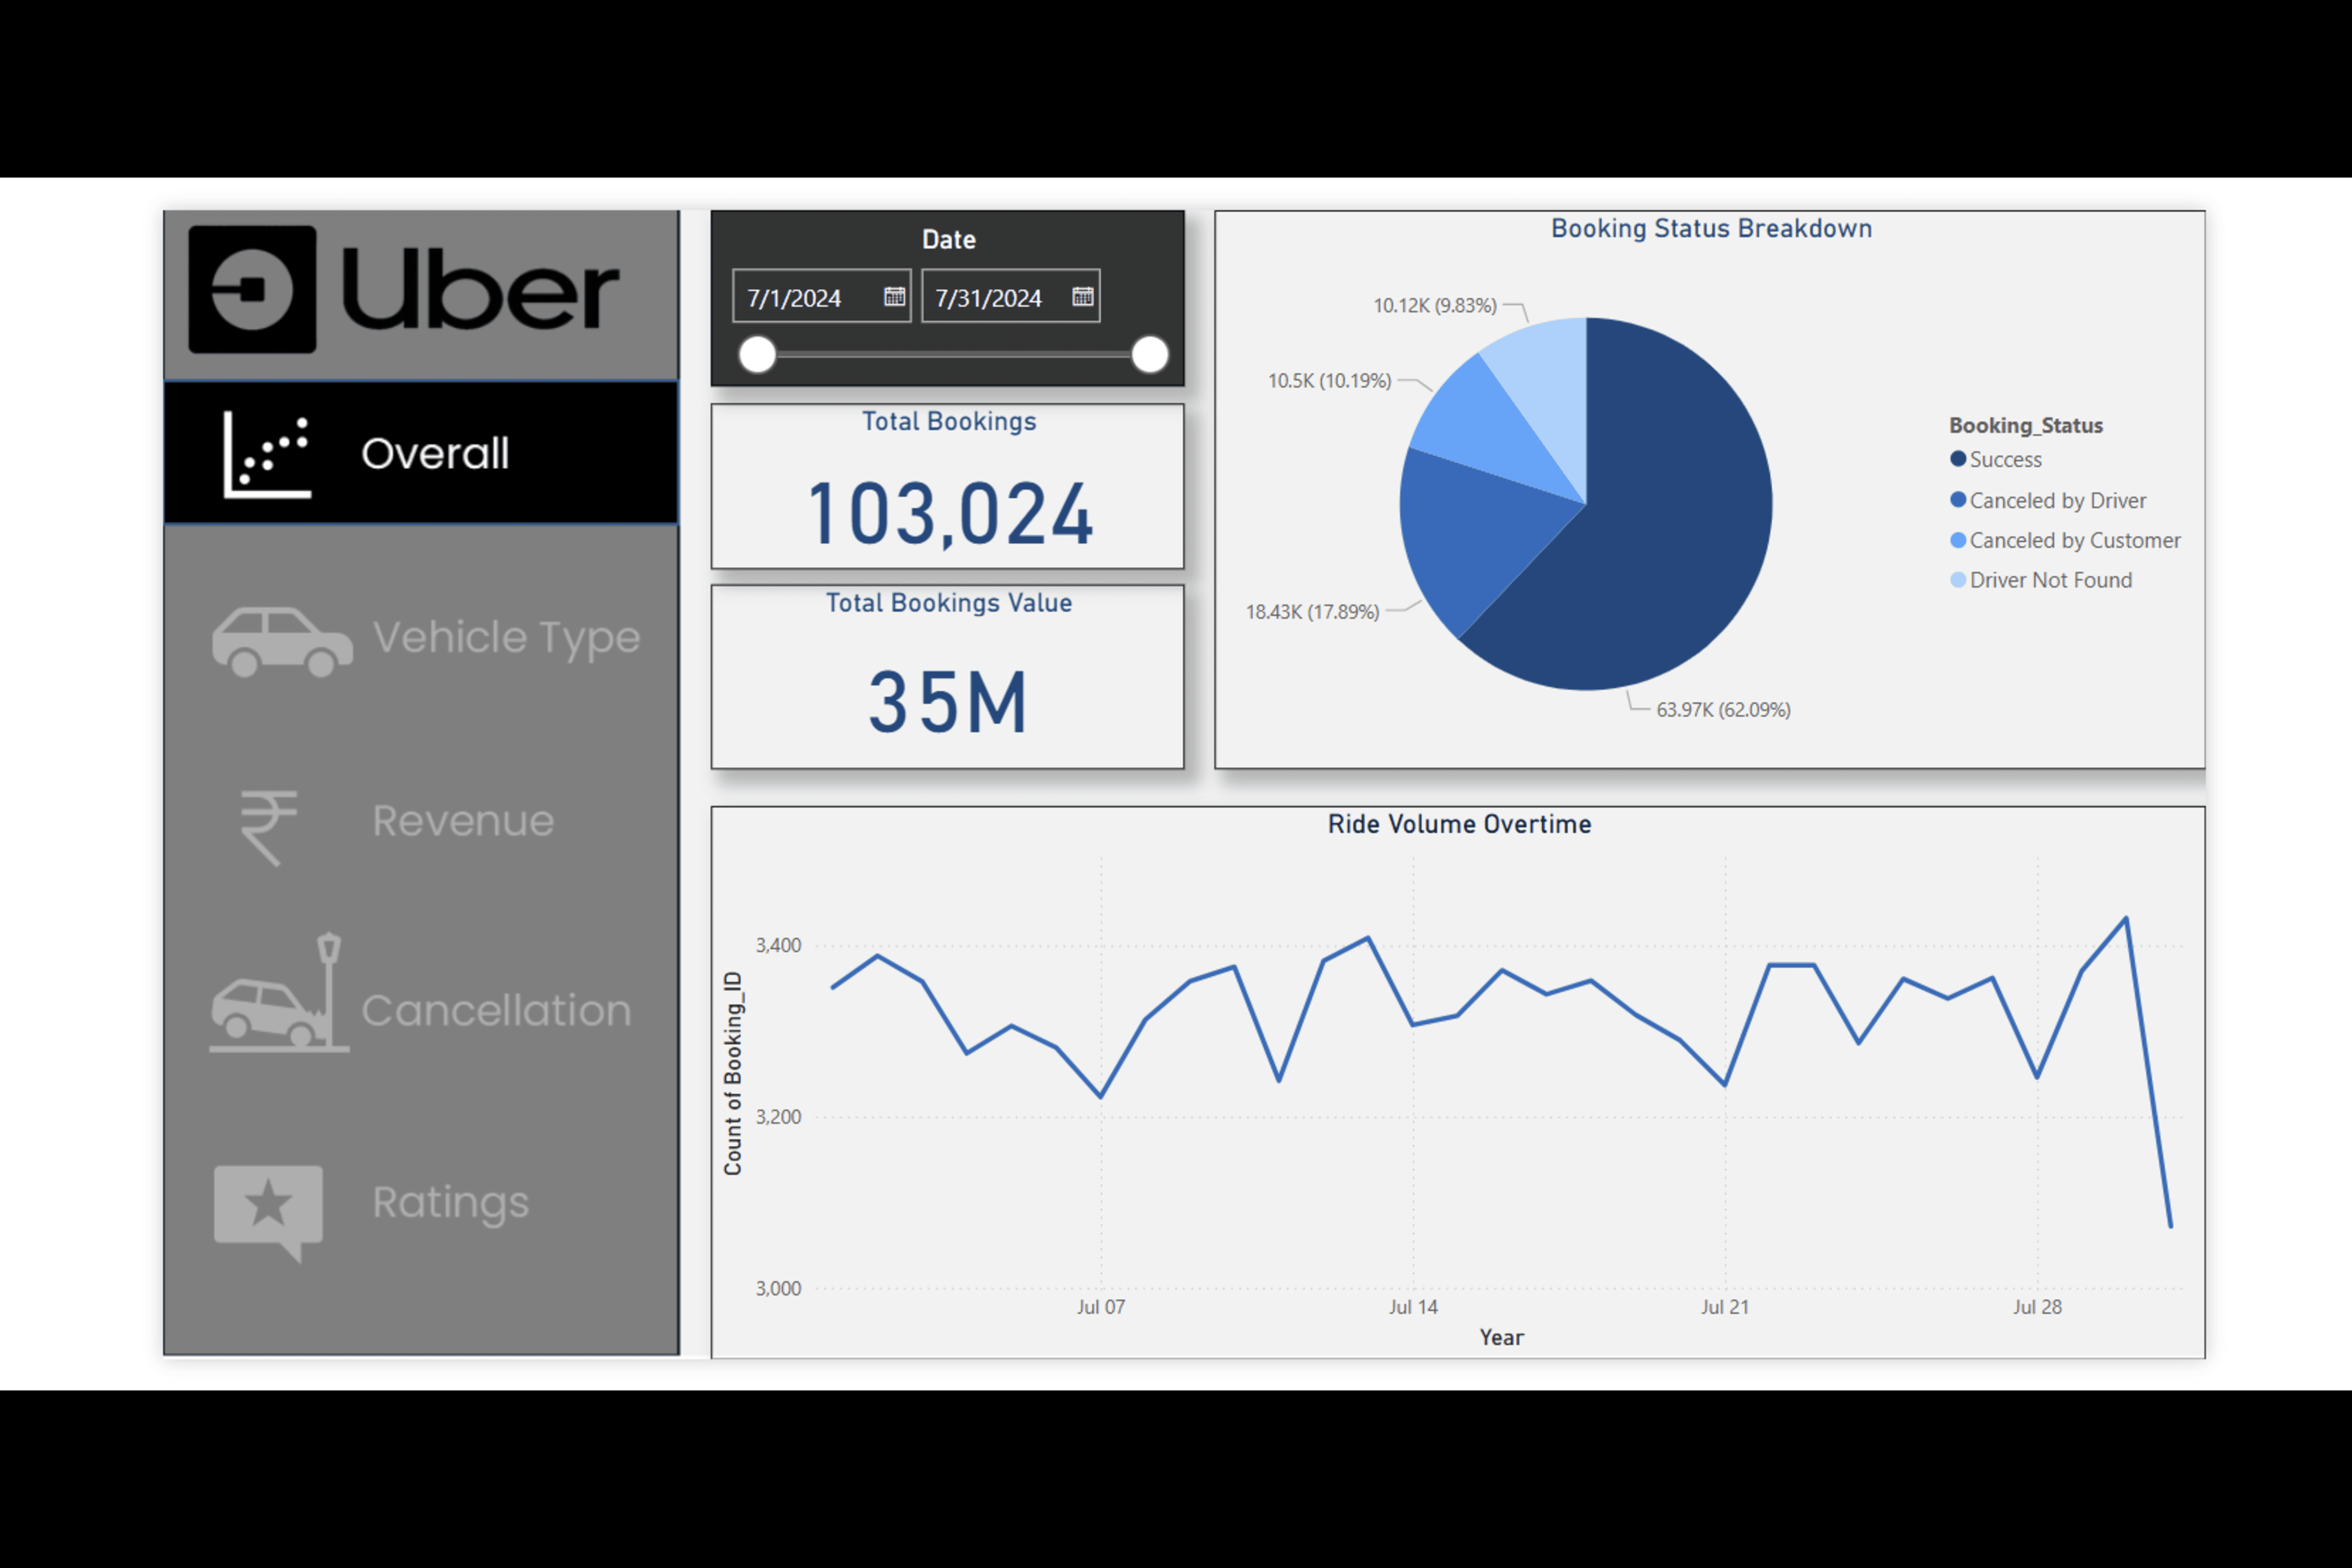 Uber
Overall
Vehicle Type
Revenue
Cancellation
Ratings
Date
7/1/2024 7/31/2024
Total Bookings
103,024
Total Bookings Value
35M
Booking Status Breakdown
10.12K (9.83%)
10.5K (10.19%)
18.43K (17.89%)
63.97K (62.09%)
Booking_Status
Success
Canceled by Driver
Canceled by Customer
Driver Not Found
Ride Volume Overtime
Count of Booking_ID
3,400
3,200
3,000
Jul 07 Jul 14 Jul 21 Jul 28
Year